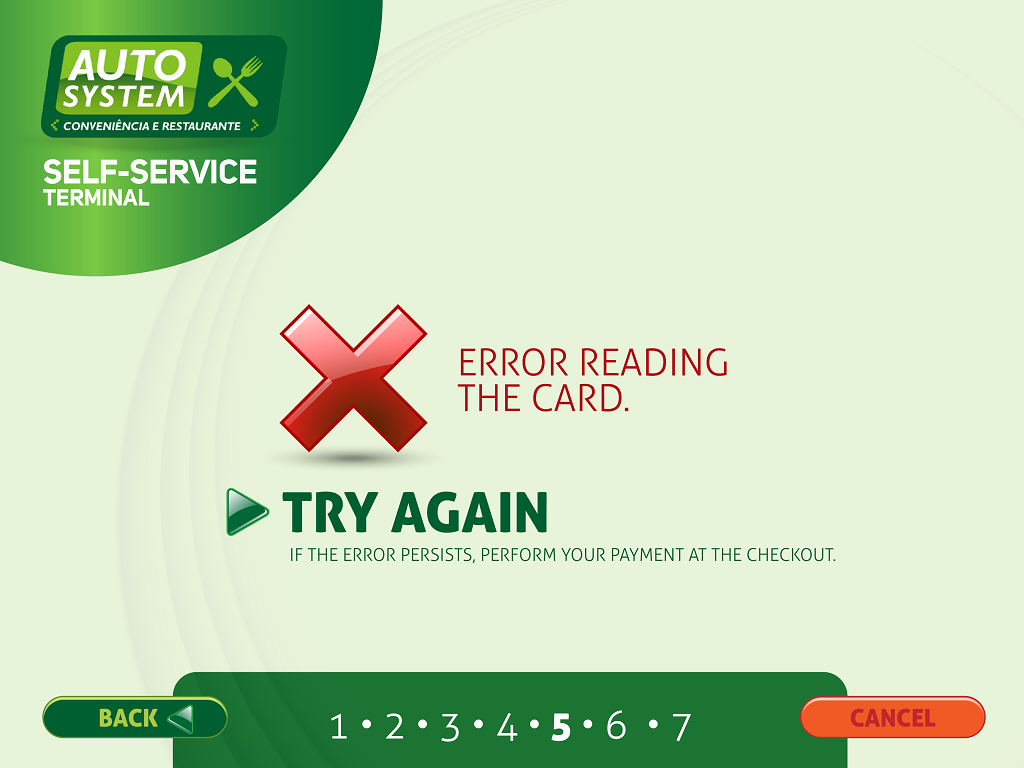 AUTO
SYSTEM
CONVENIÊNCIA E RESTAURANTE
SELF-SERVICE
TERMINAL
ERROR READING
THE CARD.
TRY AGAIN
IF THE ERROR PERSISTS, PERFORM YOUR PAYMENT AT THE CHECKOUT.
BACK
1 • 2 • 3 • 4 • 5 • 6 • 7
CANCEL